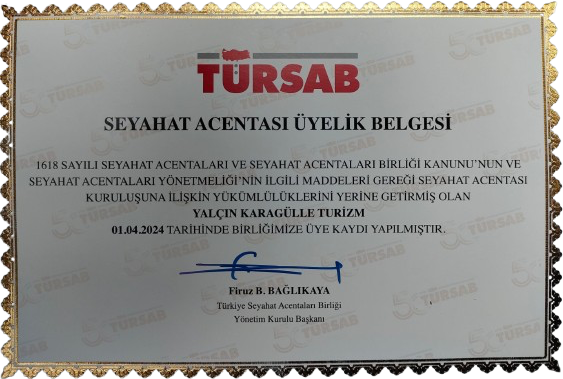 TÜRSAB
SEYAHAT ACENTASI ÜYELİK BELGESİ
1618 SAYILI SEYAHAT ACENTALARI VE SEYAHAT ACENTALARI BİRLİĞİ KANUNU'NUN VE
SEYAHAT ACENTALARI YÖNETMELİĞİ'NİN İLGİLİ MADDELERİ GEREĞİ SEYAHAT ACENTASI
KURULUŞUNA İLİŞKİN YÜKÜMLÜLÜKLERİNİ YERİNE GETİRMİŞ OLAN
YALÇIN KARAGÜLLE TURİZM
01.04.2024 TARİHİNDE BİRLİĞİMİZE ÜYE KAYDI YAPILMIŞTIR.
Firuz B. BAĞLIKAYA
Türkiye Seyahat Acentaları Birliği
Yönetim Kurulu Başkanı